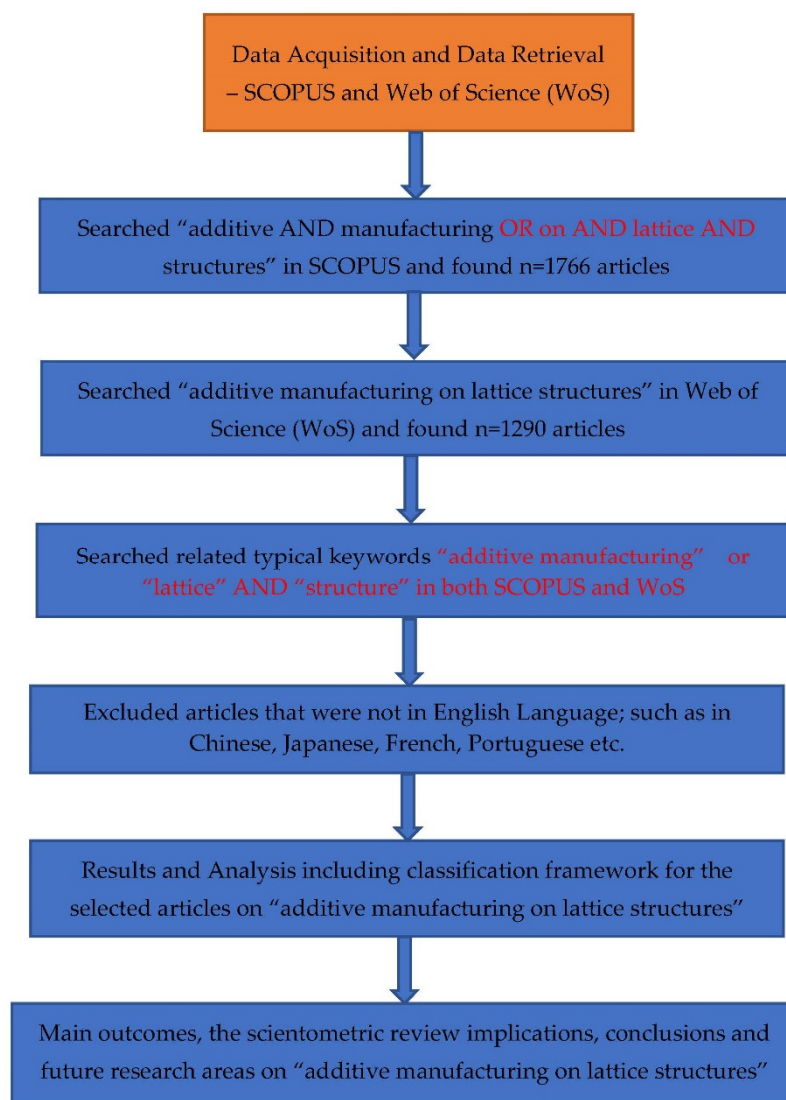 Data Acquisition and Data Retrieval
– SCOPUS and Web of Science (WoS)
Searched “additive AND manufacturing OR on AND lattice AND
structures” in SCOPUS and found n=1766 articles
Searched “additive manufacturing on lattice structures” in Web of
Science (WoS) and found n=1290 articles
Searched related typical keywords “additive manufacturing” or
“lattice” AND “structure” in both SCOPUS and WoS
Excluded articles that were not in English Language; such as in
Chinese, Japanese, French, Portuguese etc.
Results and Analysis including classification framework for the
selected articles on “additive manufacturing on lattice structures”
Main outcomes, the scientometric review implications, conclusions and
future research areas on “additive manufacturing on lattice structures”